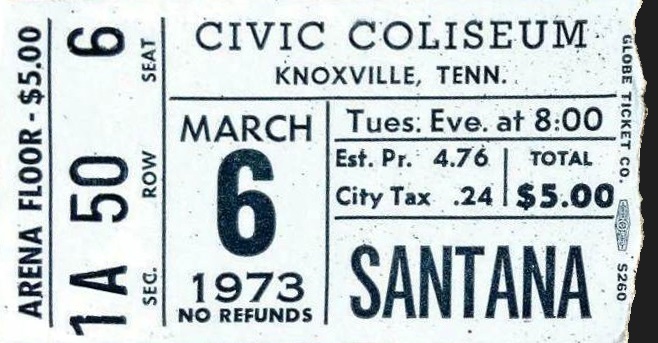 ARENA FLOOR - $5.00
1A 50 6
SEC. ROW SEAT
CIVIC COLISEUM
KNOXVILLE, TENN.
MARCH
6
1973
NO REFUNDS
Tues. Eve. at 8:00
Est. Pr. 4.76
City Tax .24
TOTAL
$5.00
SANTANA
GLOBE TICKET CO.
S260